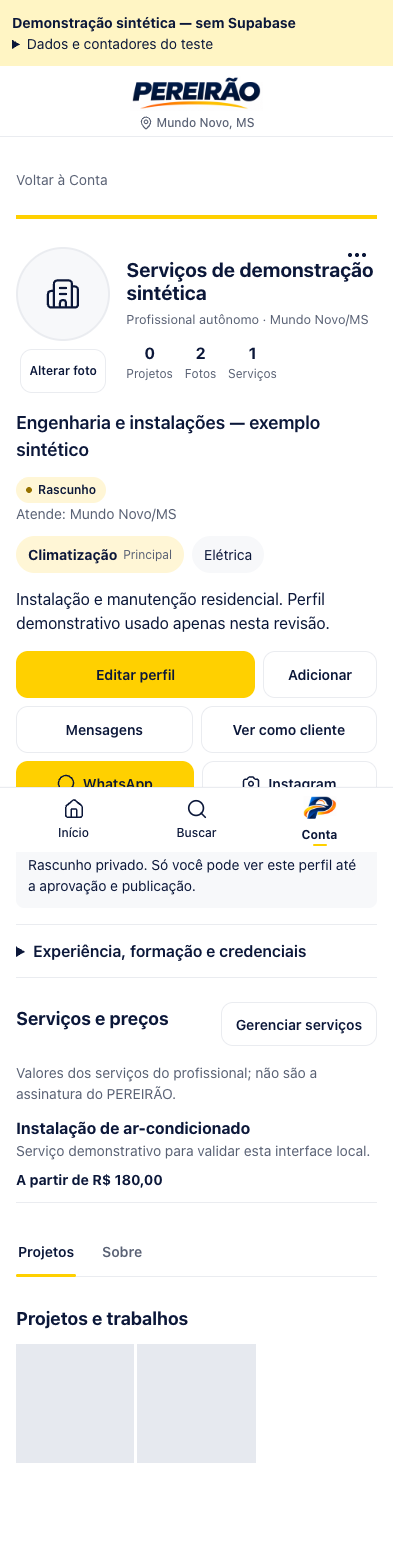 Demonstração sintética — sem Supabase
Dados e contadores do teste
PEREIRÃO
Mundo Novo, MS
Voltar à Conta
Serviços de demonstração
sintética
Profissional autônomo · Mundo Novo/MS
0 2 1
Projetos Fotos Serviços
Alterar foto
Engenharia e instalações — exemplo
sintético
Rascunho
Atende: Mundo Novo/MS
Climatização Principal Elétrica
Instalação e manutenção residencial. Perfil
demonstrativo usado apenas nesta revisão.
Editar perfil Adicionar
Mensagens Ver como cliente
WhatsApp Instagram
Início Buscar Conta
Rascunho privado. Só você pode ver este perfil até
a aprovação e publicação.
Experiência, formação e credenciais
Serviços e preços Gerenciar serviços
Valores dos serviços do profissional; não são a
assinatura do PEREIRÃO.
Instalação de ar-condicionado
Serviço demonstrativo para validar esta interface local.
A partir de R$ 180,00
Projetos Sobre
Projetos e trabalhos